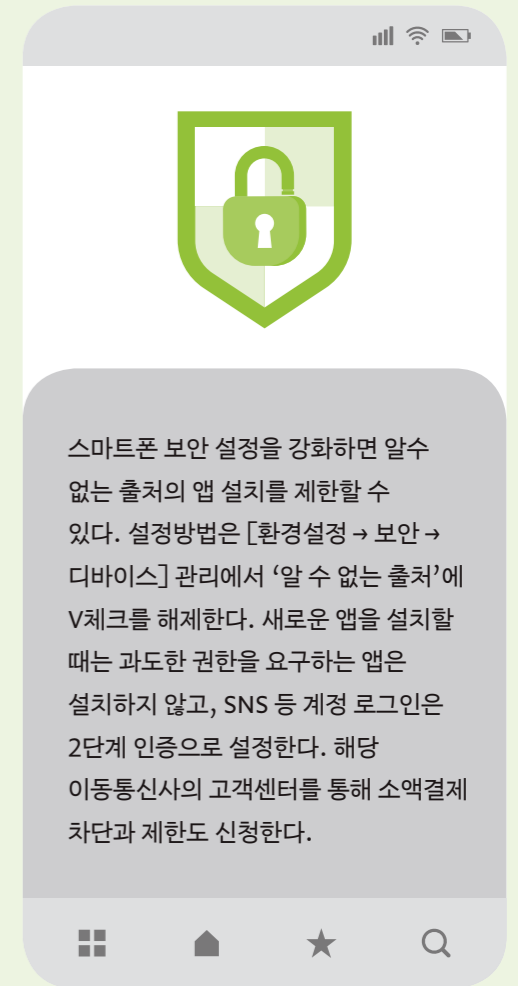 스마트폰 보안 설정을 강화하면 알수
없는 출처의 앱 설치를 제한할 수
있다. 설정방법은 [환경설정 → 보안 →
디바이스] 관리에서 ‘알 수 없는 출처’에
V체크를 해제한다. 새로운 앱을 설치할
때는 과도한 권한을 요구하는 앱은
설치하지 않고, SNS 등 계정 로그인은
2단계 인증으로 설정한다. 해당
이동통신사의 고객센터를 통해 소액결제
차단과 제한도 신청한다.